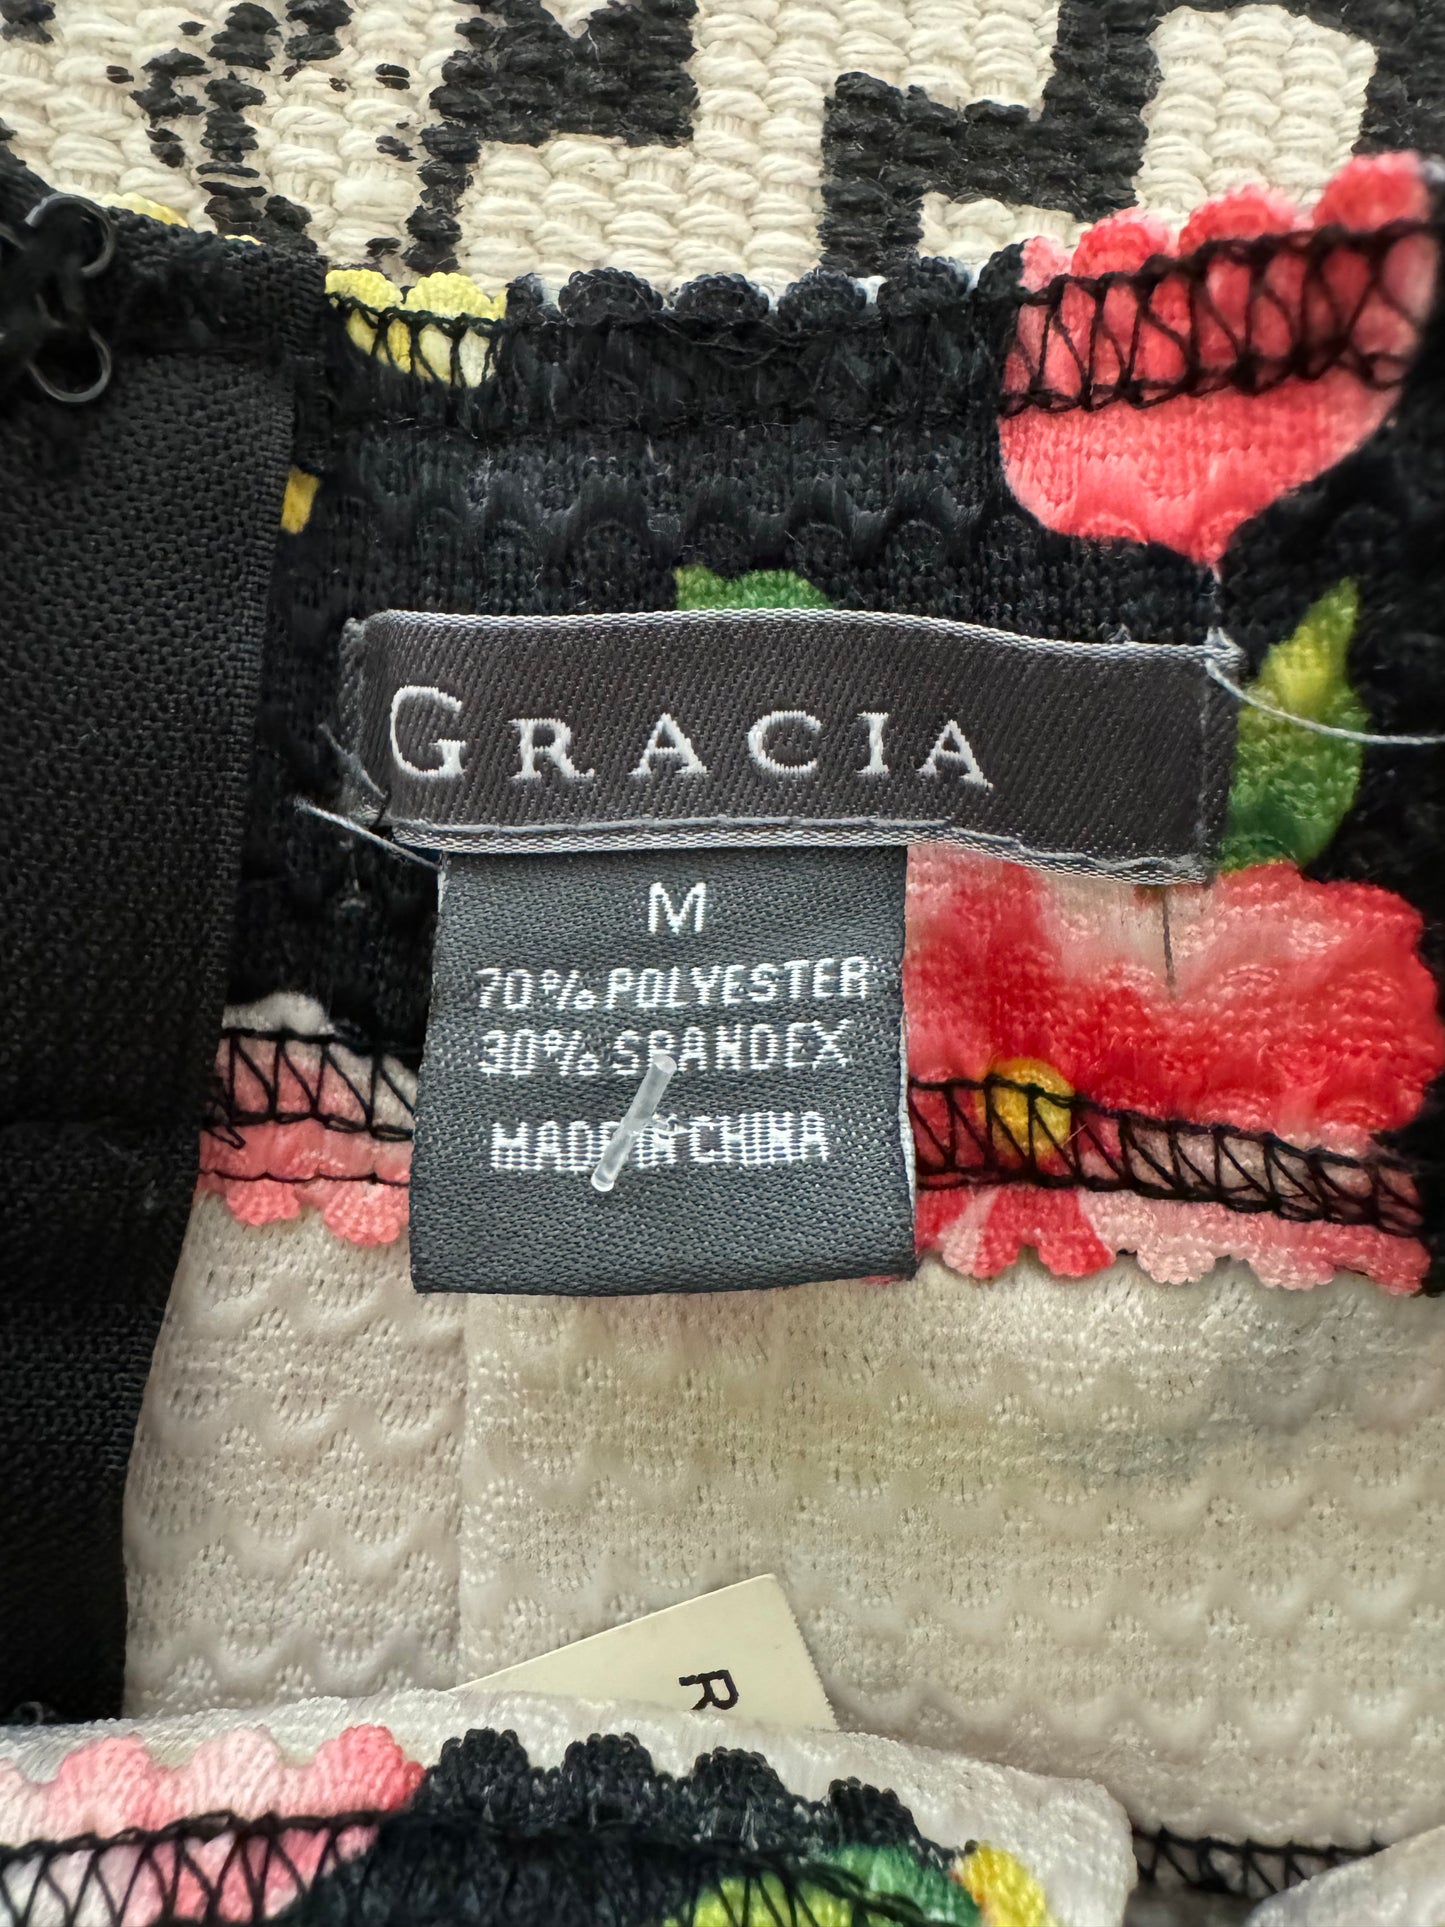 GRACIA
M
70% POLYESTER
30% SPANDEX
MADE IN CHINA
R